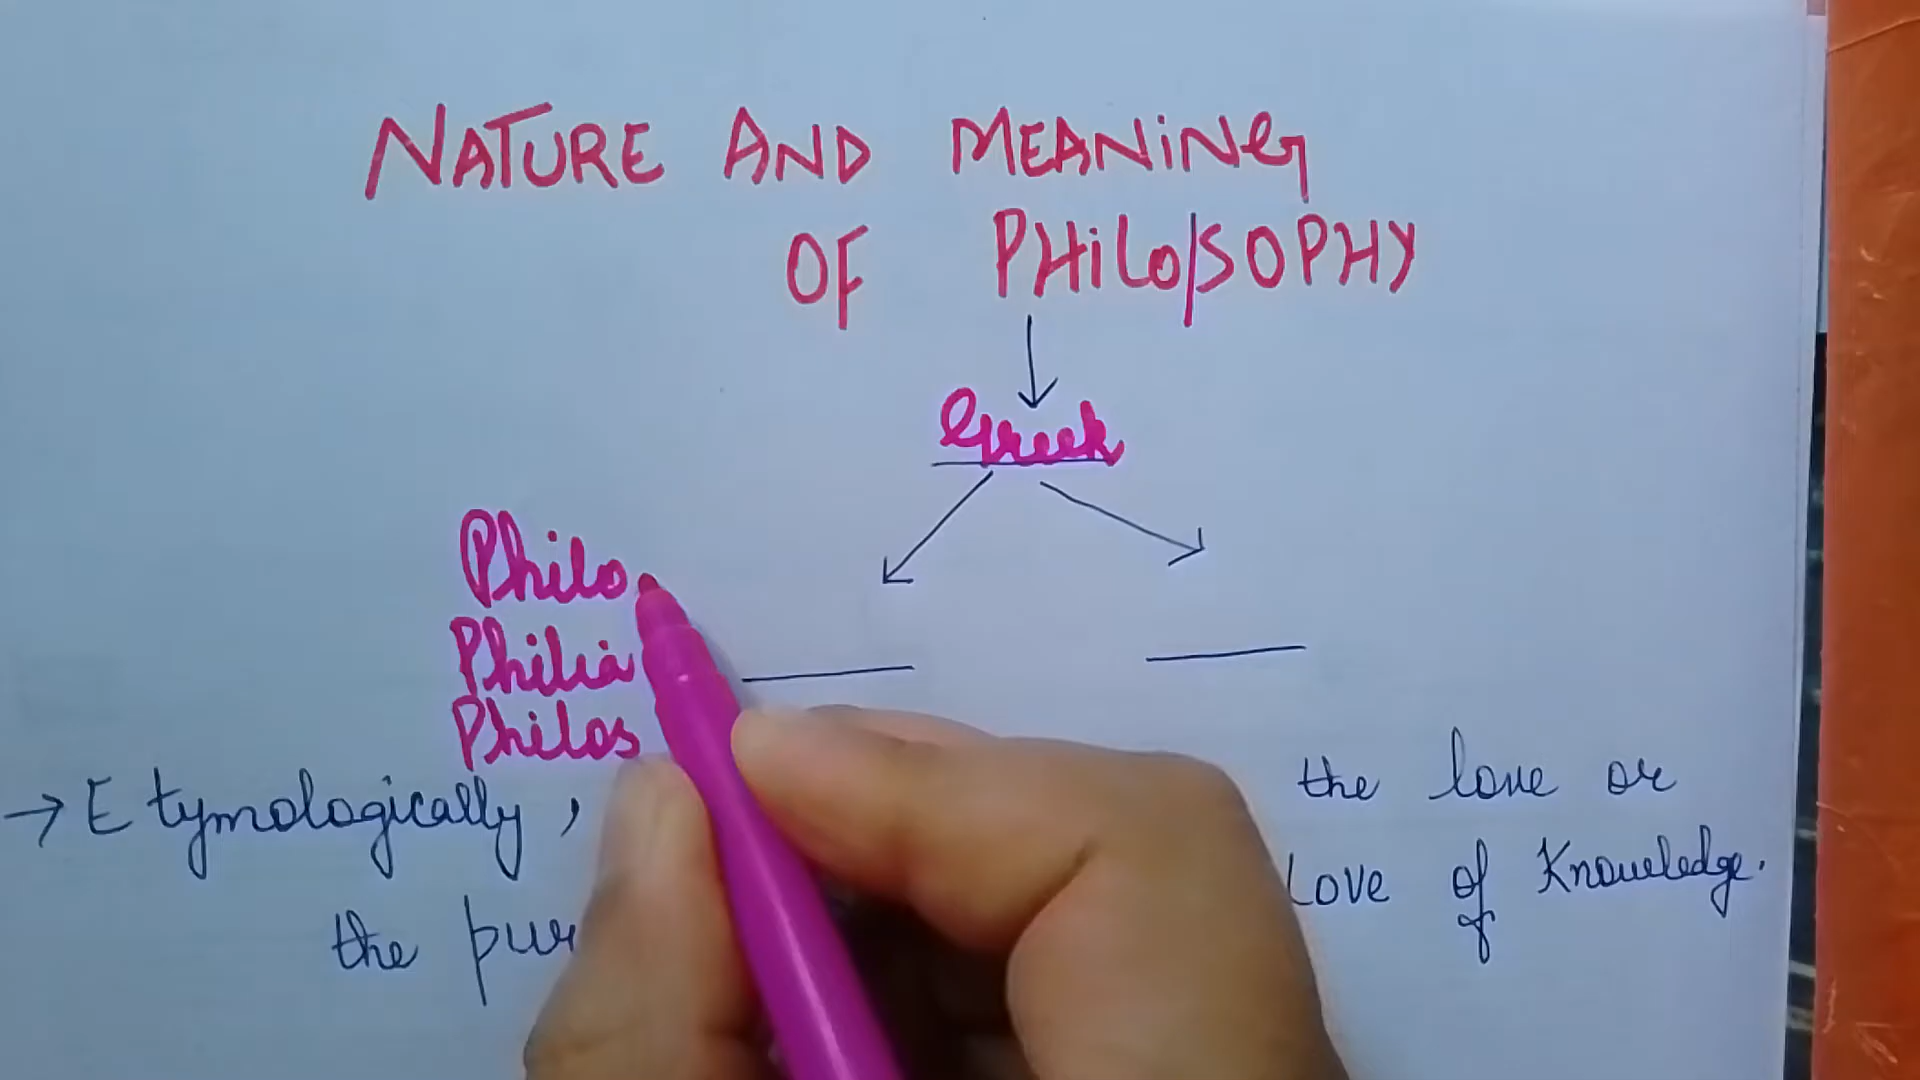 NATURE AND MEANING
OF PHILO/SOPHY
Greek
Philo
Philia
Philos
→ Etymologically, the love or
Love of Knowledge.
the pur